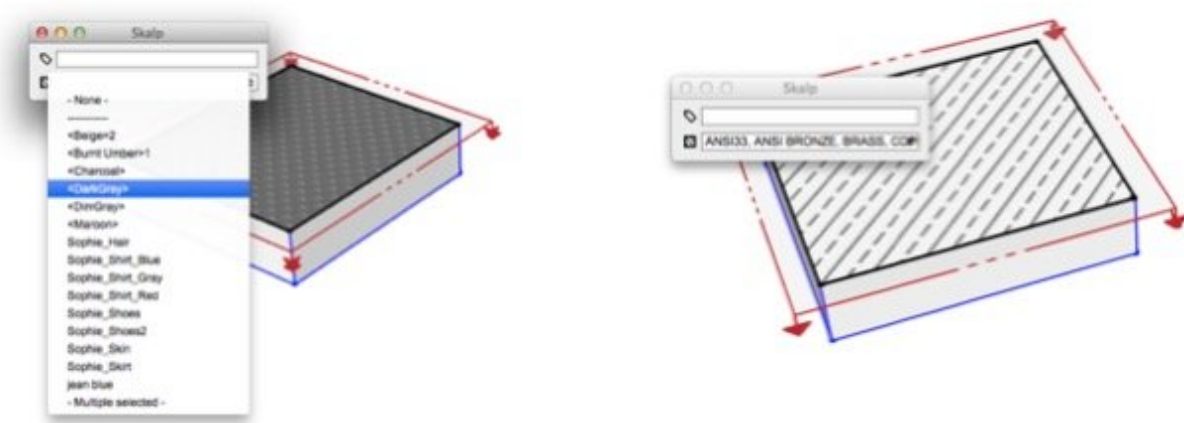 Skalp
- None -
----------
<Beige>2
<Burnt Umber>1
<Charcoal>
<DarkGray>
<DimGray>
<Maroon>
Sophie_Hair
Sophie_Shirt_Blue
Sophie_Shirt_Gray
Sophie_Shirt_Red
Sophie_Shoes
Sophie_Shoes2
Sophie_Skin
Sophie_Skirt
jean blue
- Multiple selected -
Skalp
ANSI33, ANSI BRONZE, BRASS,